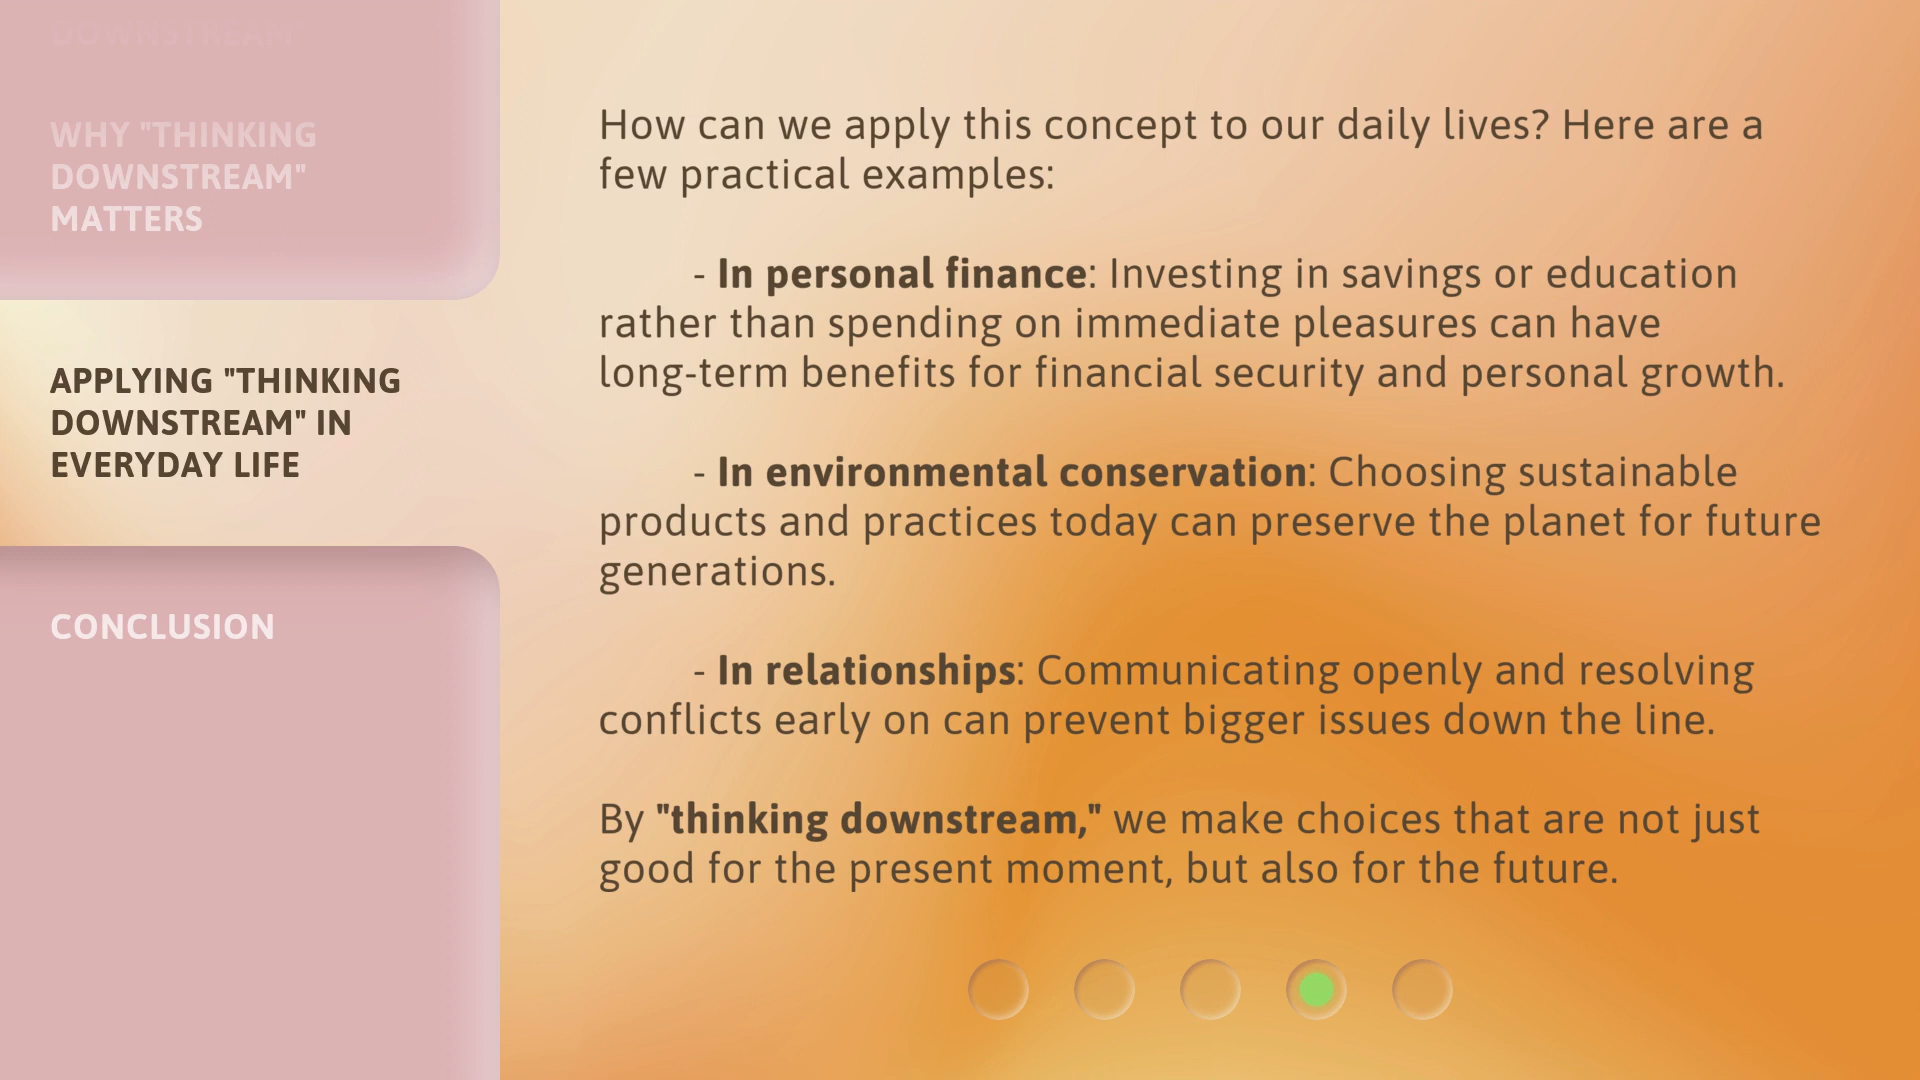 DOWNSTREAM"
WHY "THINKING
DOWNSTREAM"
MATTERS
APPLYING "THINKING
DOWNSTREAM" IN
EVERYDAY LIFE
CONCLUSION
How can we apply this concept to our daily lives? Here are a
few practical examples:
- In personal finance: Investing in savings or education
rather than spending on immediate pleasures can have
long-term benefits for financial security and personal growth.
- In environmental conservation: Choosing sustainable
products and practices today can preserve the planet for future
generations.
- In relationships: Communicating openly and resolving
conflicts early on can prevent bigger issues down the line.
By "thinking downstream," we make choices that are not just
good for the present moment, but also for the future.